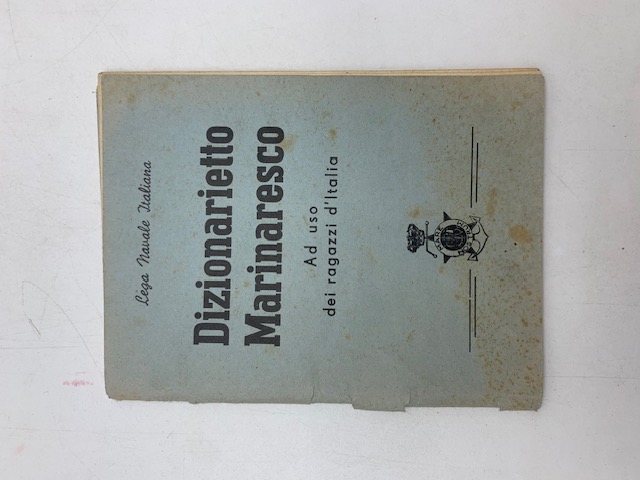 Lega Navale Italiana
Dizionarietto
Marinaresco
Ad uso
dei ragazzi d'Italia